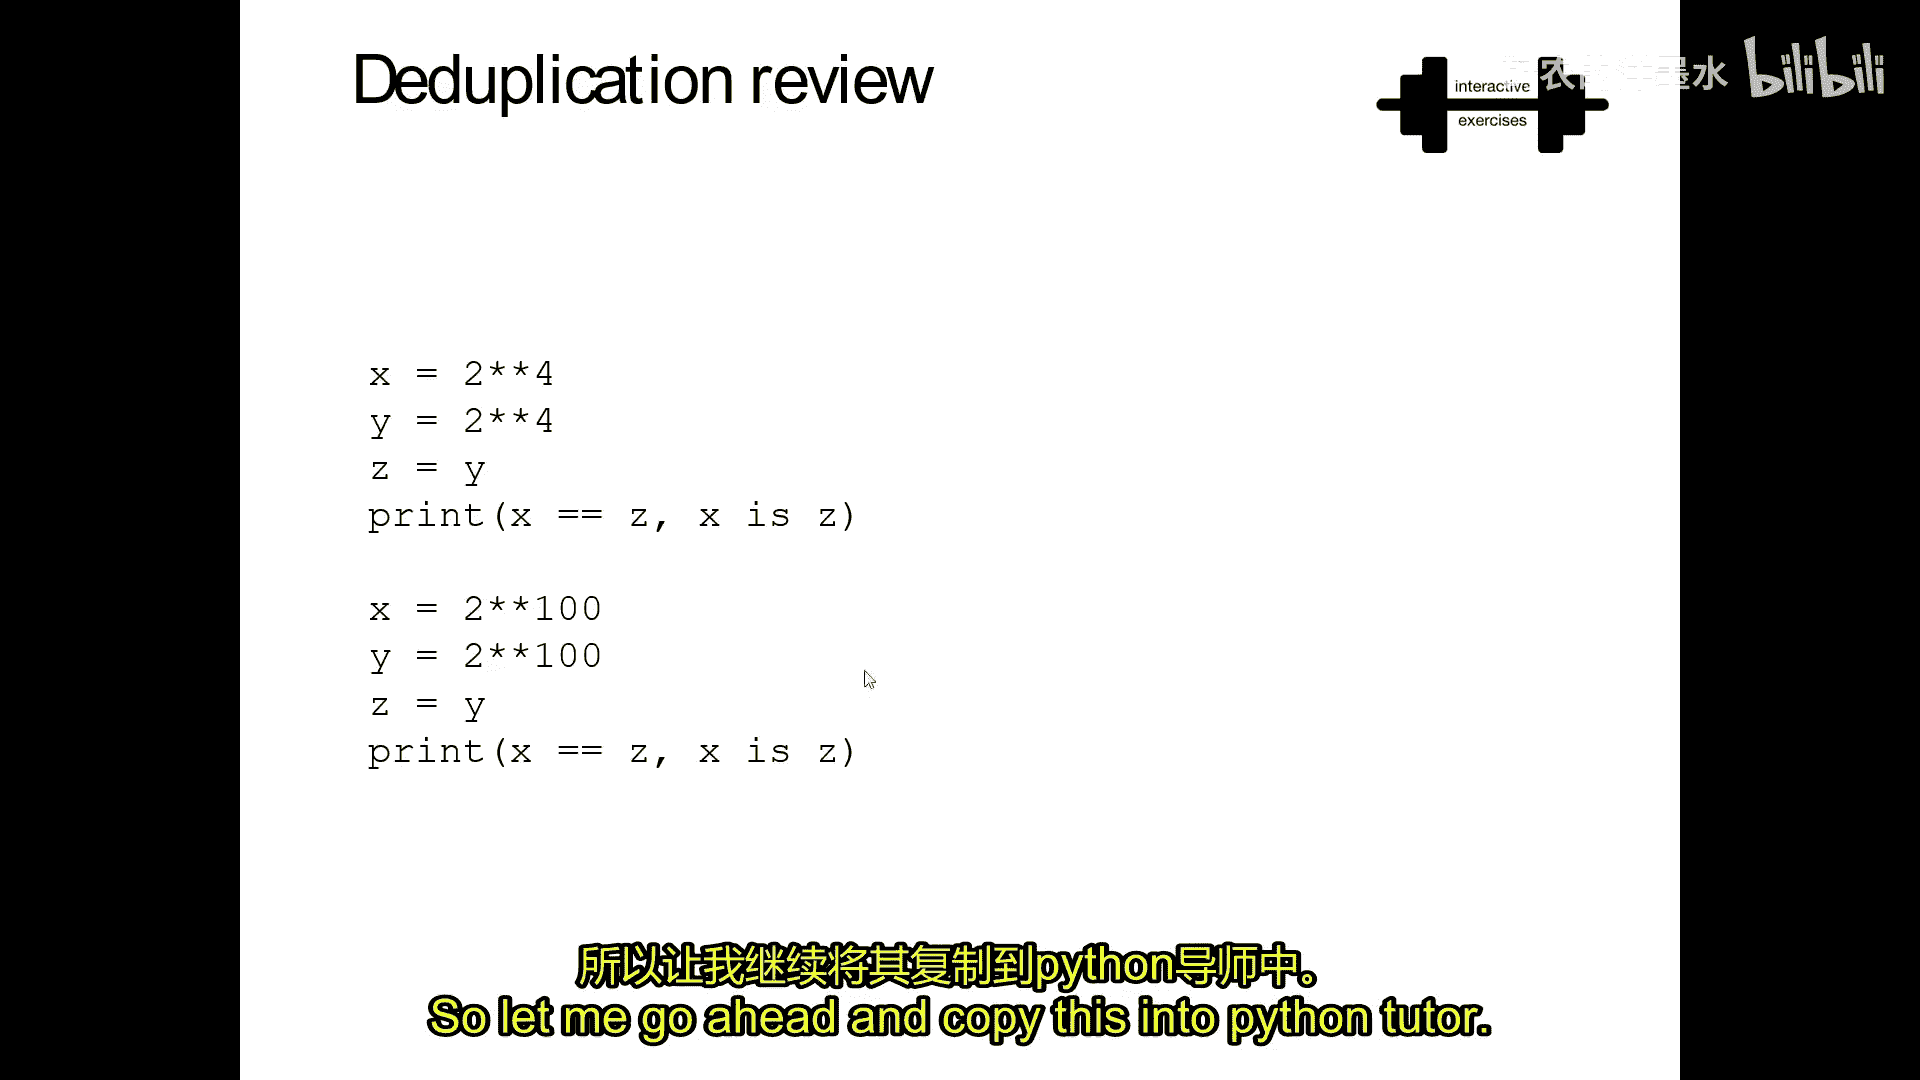 Deduplication review
interactive
exercises
bilibili
x = 2**4
y = 2**4
z = y
print(x == z, x is z)
x = 2**100
y = 2**100
z = y
print(x == z, x is z)
所以让我继续将其复制到python导师中。
So let me go ahead and copy this into python tutor.